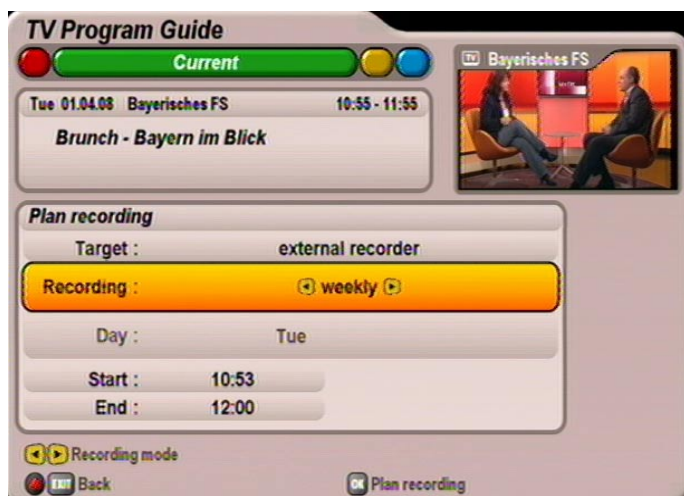 TV Program Guide
Current
TV Bayerisches FS
Tue 01.04.08 Bayerisches FS 10:55 - 11:55
Brunch - Bayern im Blick
Plan recording
Target : external recorder
Recording : weekly
Day : Tue
Start : 10:53
End : 12:00
Recording mode
EXIT Back
OK Plan recording